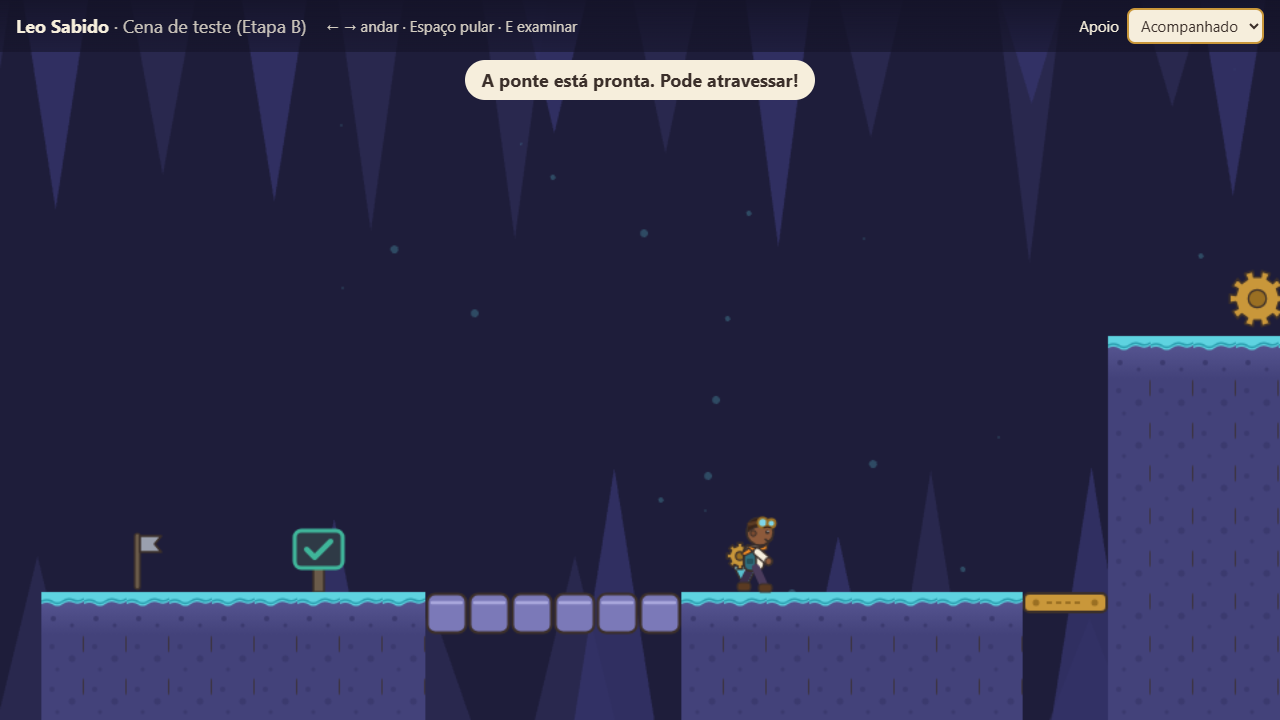 Leo Sabido · Cena de teste (Etapa B) ← → andar · Espaço pular · E examinar Apoio Acompanhado
A ponte está pronta. Pode atravessar!